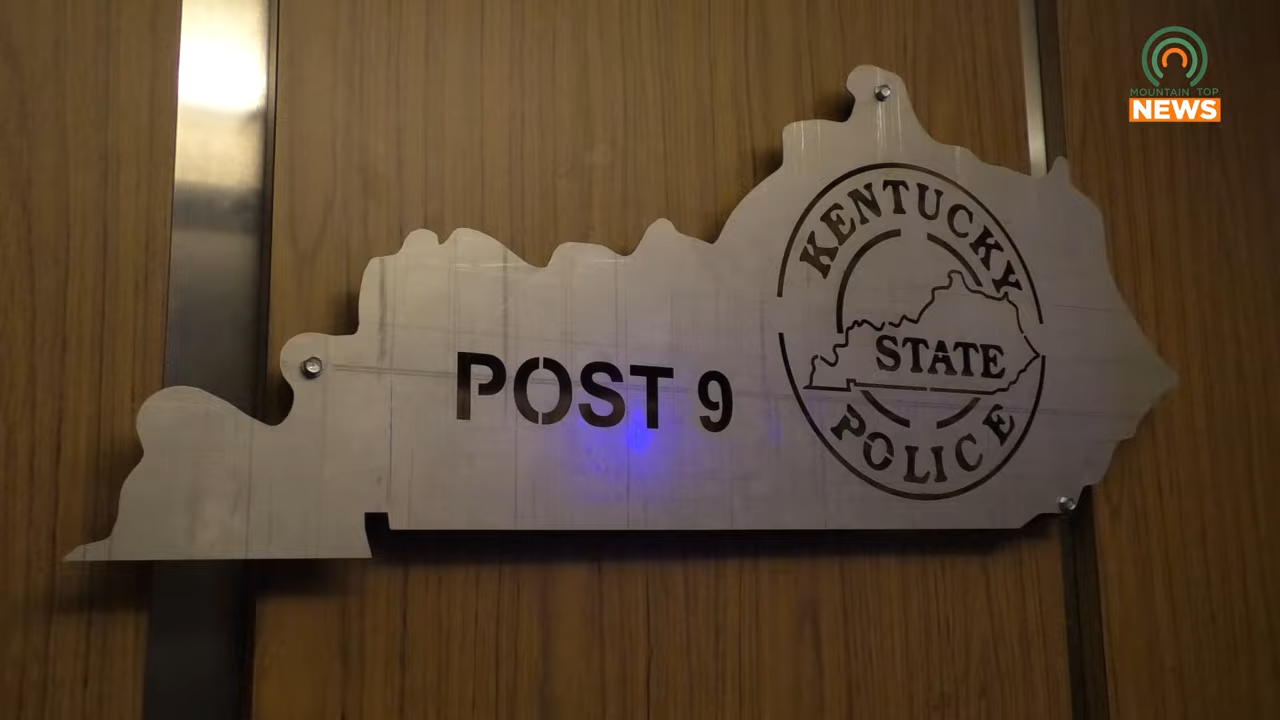 MOUNTAIN TOP
NEWS
POST 9
KENTUCKY
STATE
POLICE